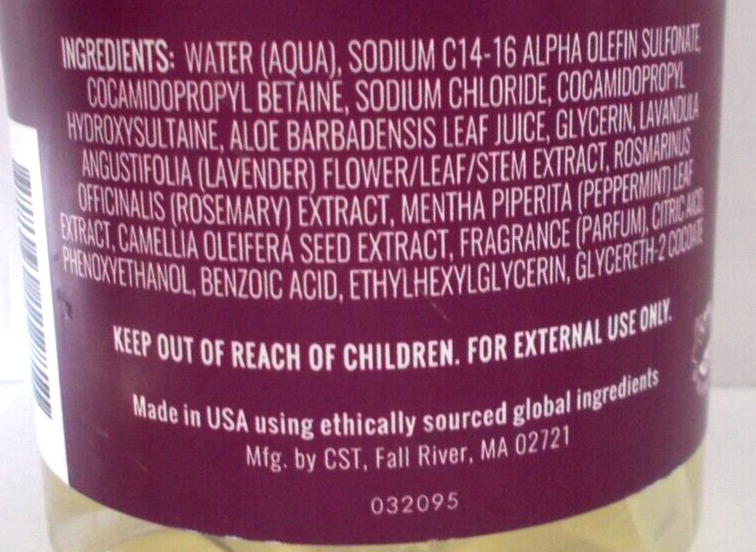 INGREDIENTS: WATER (AQUA), SODIUM C14-16 ALPHA OLEFIN SULFONATE,
COCAMIDOPROPYL BETAINE, SODIUM CHLORIDE, COCAMIDOPROPYL
HYDROXYSULTAINE, ALOE BARBADENSIS LEAF JUICE, GLYCERIN, LAVANDULA
ANGUSTIFOLIA (LAVENDER) FLOWER/LEAF/STEM EXTRACT, ROSMARINUS
OFFICINALIS (ROSEMARY) EXTRACT, MENTHA PIPERITA (PEPPERMINT) LEAF
EXTRACT, CAMELLIA OLEIFERA SEED EXTRACT, FRAGRANCE (PARFUM), CITRIC ACID,
PHENOXYETHANOL, BENZOIC ACID, ETHYLHEXYLGLYCERIN, GLYCERETH-2 COCOATE
KEEP OUT OF REACH OF CHILDREN. FOR EXTERNAL USE ONLY.
Made in USA using ethically sourced global ingredients
Mfg. by CST, Fall River, MA 02721
032095